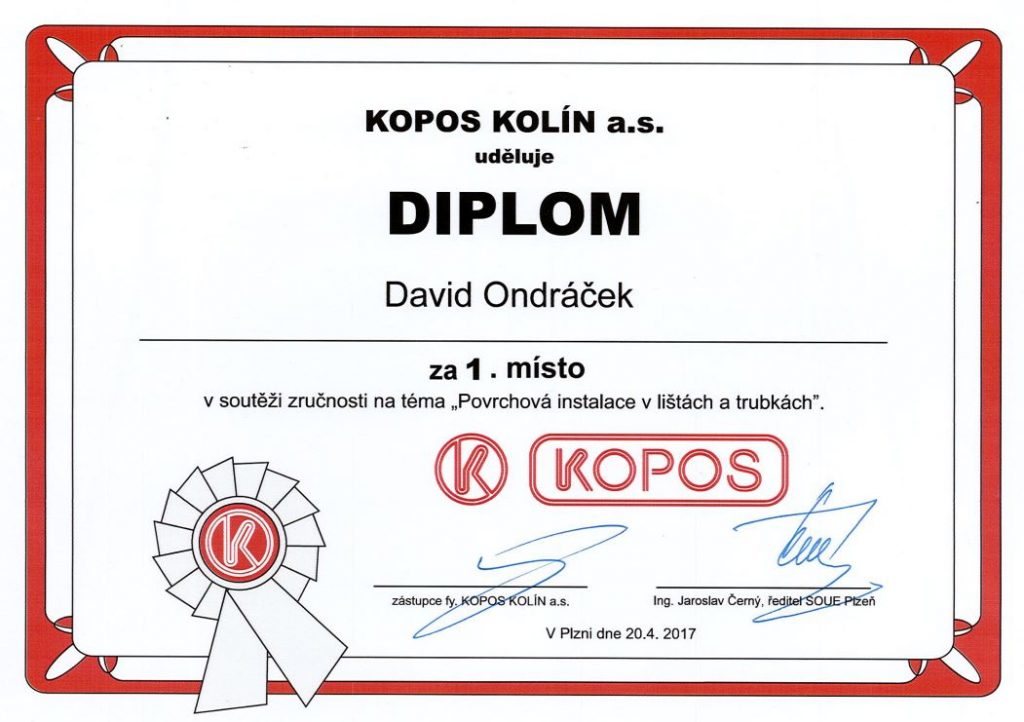 KOPOS KOLÍN a.s.
uděluje
DIPLOM
David Ondráček
za 1. místo
v soutěži zručnosti na téma „Povrchová instalace v lištách a trubkách”.
KOPOS
zástupce fy. KOPOS KOLÍN a.s.
Ing. Jaroslav Černý, ředitel SOUE Plzeň
V Plzni dne 20.4. 2017